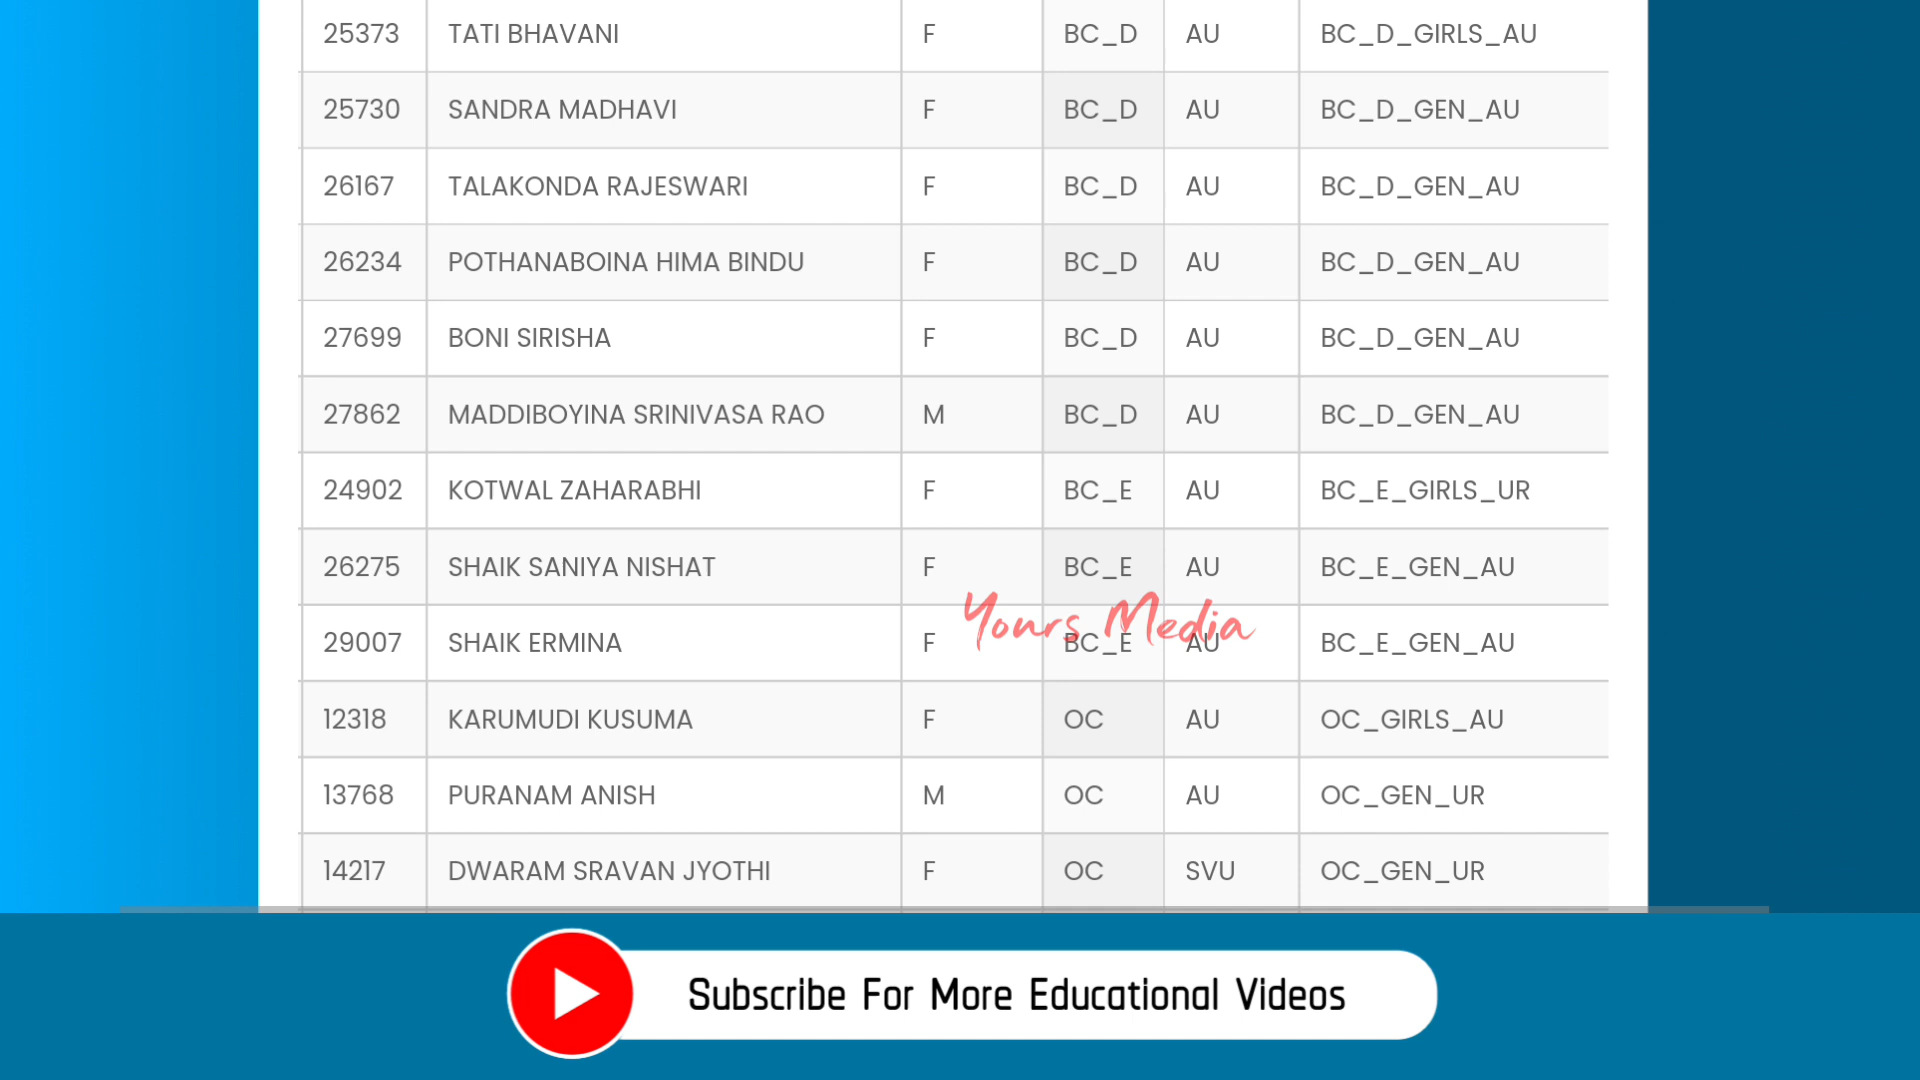 25373 TATI BHAVANI F BC_D AU BC_D_GIRLS_AU
25730 SANDRA MADHAVI F BC_D AU BC_D_GEN_AU
26167 TALAKONDA RAJESWARI F BC_D AU BC_D_GEN_AU
26234 POTHANABOINA HIMA BINDU F BC_D AU BC_D_GEN_AU
27699 BONI SIRISHA F BC_D AU BC_D_GEN_AU
27862 MADDIBOYINA SRINIVASA RAO M BC_D AU BC_D_GEN_AU
24902 KOTWAL ZAHARABHI F BC_E AU BC_E_GIRLS_UR
26275 SHAIK SANIYA NISHAT F BC_E AU BC_E_GEN_AU
Yours Media
29007 SHAIK ERMINA F BC_E AU BC_E_GEN_AU
12318 KARUMUDI KUSUMA F OC AU OC_GIRLS_AU
13768 PURANAM ANISH M OC AU OC_GEN_UR
14217 DWARAM SRAVAN JYOTHI F OC SVU OC_GEN_UR
Subscribe For More Educational Videos